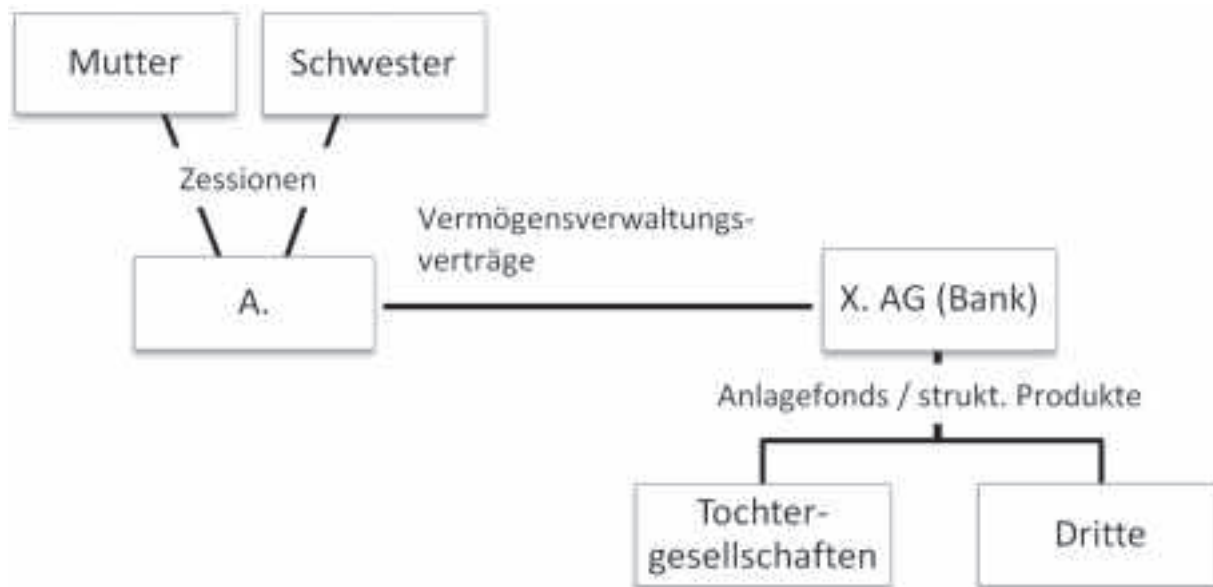 Mutter
Schwester
Zessionen
Vermögensverwaltungs-
verträge
A.
X. AG (Bank)
Anlagefonds / strukt. Produkte
Tochter-
gesellschaften
Dritte